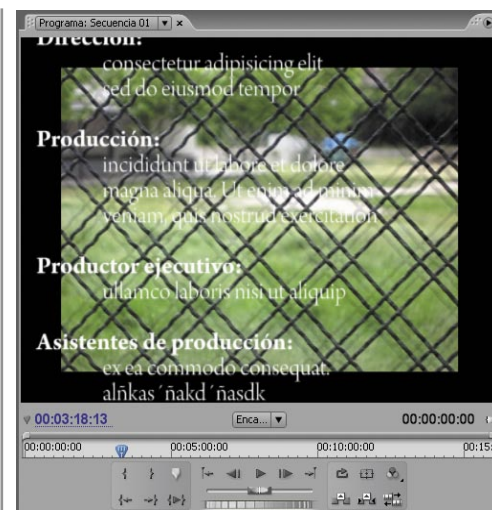 Programa: Secuencia 01
Dirección:
consectetur adipisicing elit
sed do eiusmod tempor
Producción:
incididunt ut labore et dolore
magna aliqua. Ut enim ad minim
veniam, quis nostrud exercitation
Productor ejecutivo:
ullamco laboris nisi ut aliquip
Asistentes de producción:
ex ea commodo consequat.
alñkas´ñakd´ñasdk
00:03:18:13
Enca...
00:00:00:00
00:00:00:00
00:05:00:00
00:10:00:00
00:15: